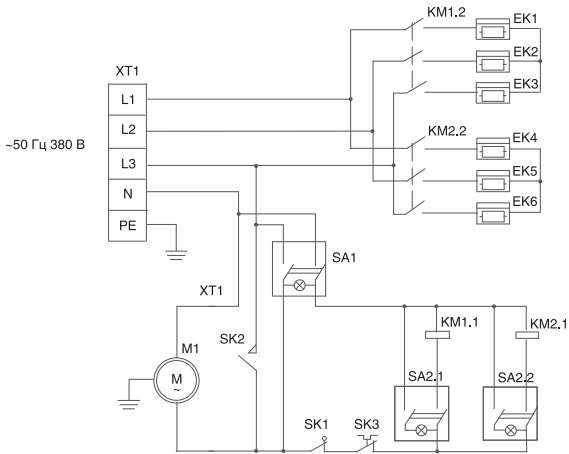 KM1.2
EK1
EK2
EK3
XT1
L1
L2
~50 Гц 380 В
L3
N
PE
KM2.2
EK4
EK5
EK6
SA1
XT1
SK2
M1
M
~
KM1.1
KM2.1
SA2.1
SA2.2
SK1
SK3